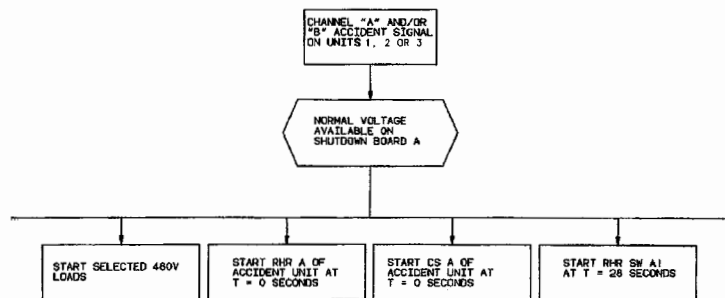 CHANNEL "A" AND/OR
"B" ACCIDENT SIGNAL
ON UNITS 1, 2 OR 3
NORMAL VOLTAGE
AVAILABLE ON
SHUTDOWN BOARD A
START SELECTED 480V
LOADS
START RHR A OF
ACCIDENT UNIT AT
T = 0 SECONDS
START CS A OF
ACCIDENT UNIT AT
T = 0 SECONDS
START RHR SW A1
AT T = 28 SECONDS